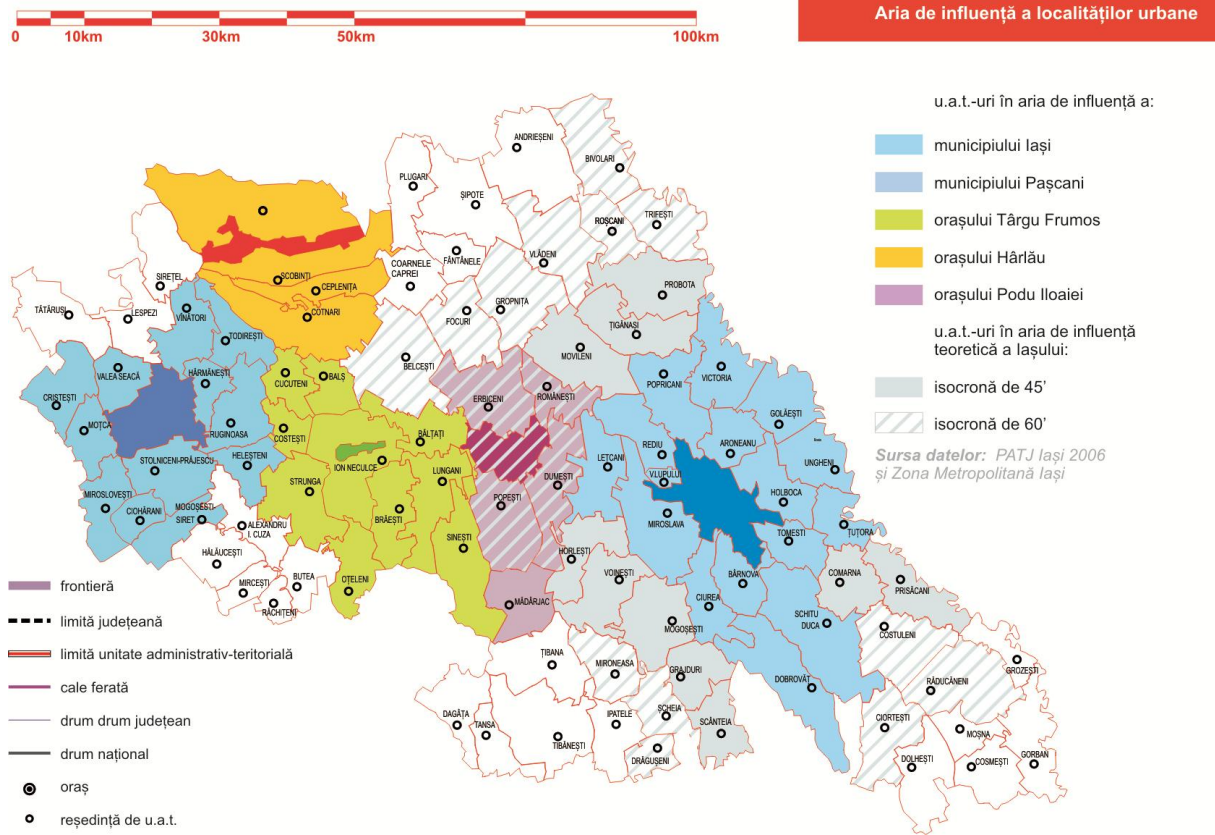 Aria de influență a localităților urbane
0 10km 30km 50km 100km
u.a.t.-uri în aria de influență a:
municipiului Iași
municipiului Pașcani
orașului Târgu Frumos
orașului Hârlău
orașului Podu Iloaiei
u.a.t.-uri în aria de influență
teoretică a Iașului:
isocronă de 45'
isocronă de 60'
Sursa datelor: PATJ Iași 2006
și Zona Metropolitană Iași
ANDRIEȘENI
BIVOLARI
PLUGARI
ȘIPOTE
ROȘCANI
TRIFEȘTI
FÂNTÂNELE
VLĂDENI
COARNELE
CAPREI
SIREȚEL
SCOBINȚI
CEPLENIȚA
PROBOTA
TĂTĂRUȘI
LESPEZI
VÎNĂTORI
COTNARI
FOCURI
GROPNIȚA
ȚIGĂNAȘI
TODIREȘTI
MOVILENI
BELCEȘTI
VALEA SEACĂ
HĂRMĂNEȘTI
CUCUTENI
BALȘ
POPRICANI
VICTORIA
CRISTEȘTI
ERBICENI
ROMÂNEȘTI
GOLĂEȘTI
MOȚCA
RUGINOASA
COSTEȘTI
BĂLȚAȚI
REDIU
ARONEANU
STOLNICENI-PRĂJESCU
HELEȘTENI
ION NECULCE
LEȚCANI
UNGHENI
LUNGANI
DUMEȘTI
VLUPULUI
STRUNGA
MIROSLOVEȘTI
CIOHĂRANI
MOGOȘEȘTI
SIRET
BRĂEȘTI
POPEȘTI
MIROSLAVA
HOLBOCA
ALEXANDRU
I. CUZA
ȚUȚORA
TOMEȘTI
SINEȘTI
HĂLĂUCEȘTI
HORLEȘTI
VOINEȘTI
BÂRNOVA
COMARNA
PRISĂCANI
MIRCEȘTI
BUTEA
OȚELENI
RĂCHIȚENI
MĂDÂRJAC
CIUREA
MOGOȘEȘTI
SCHITU
DUCA
COSTULENI
ȚIBANA
MIRONEASA
GRAJDURI
DOBROVĂȚ
GROZEȘTI
RĂDUCĂNENI
DAGÂȚA
TANSA
ȚIBĂNEȘTI
IPATELE
ȘCHEIA
SCÂNTEIA
CIORTEȘTI
MOȘNA
DRĂGUȘENI
DOLHEȘTI
COSMEȘTI
GORBAN
frontieră
limită județeană
limită unitate administrativ-teritorială
cale ferată
drum drum județean
drum național
oraș
reședință de u.a.t.